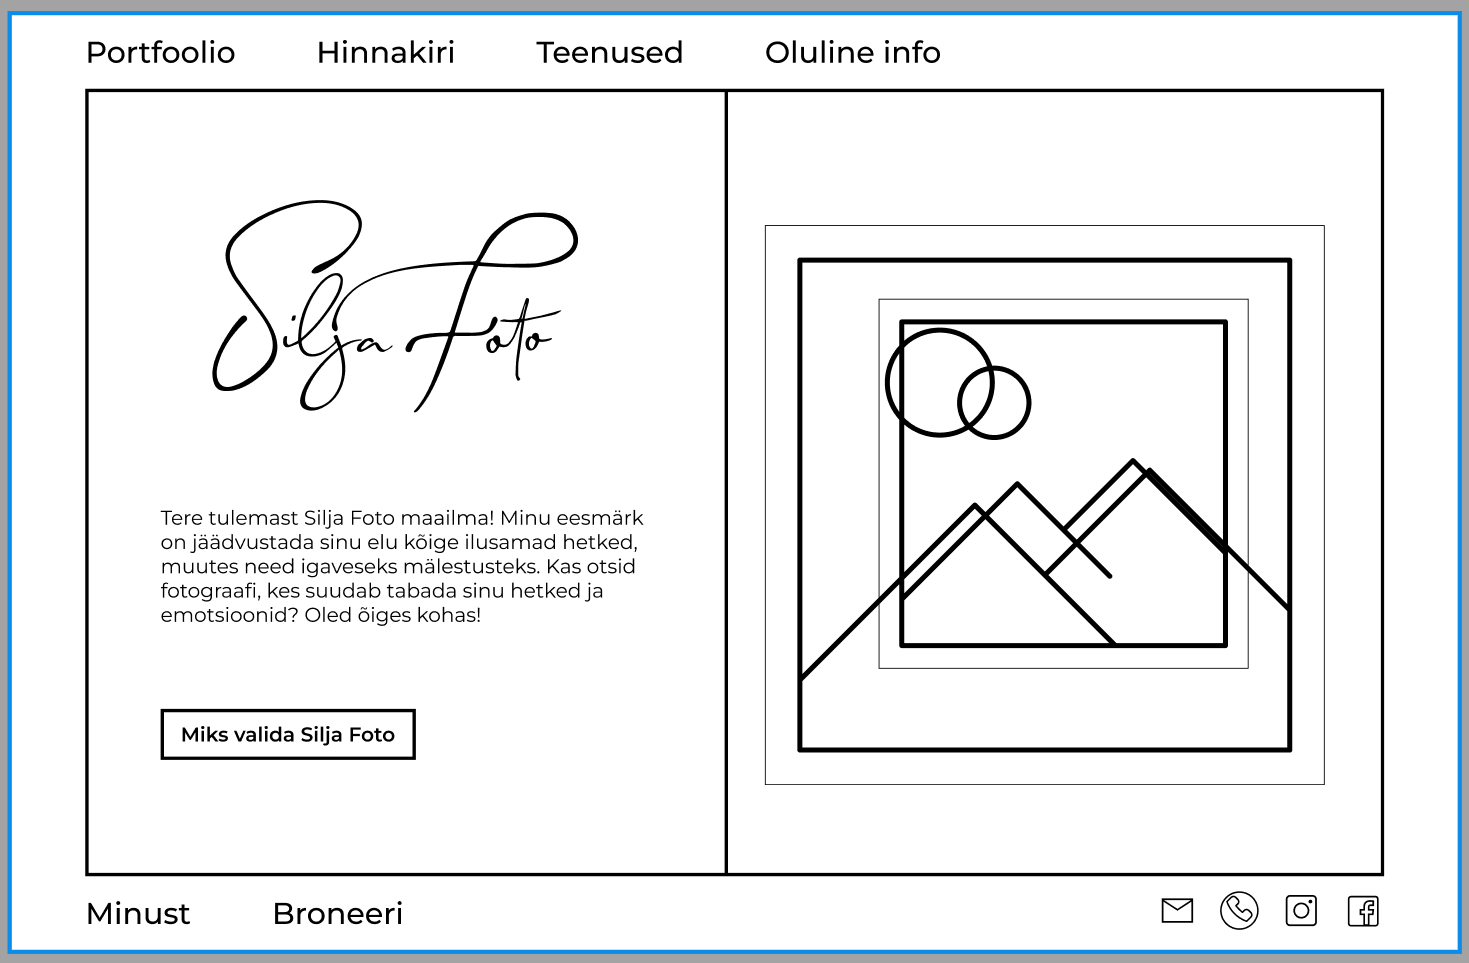 Portfoolio Hinnakiri Teenused Oluline info
Silja Foto
Tere tulemast Silja Foto maailma! Minu eesmärk
on jäädvustada sinu elu kõige ilusamad hetked,
muutes need igaveseks mälestusteks. Kas otsid
fotograafi, kes suudab tabada sinu hetked ja
emotsioonid? Oled õiges kohas!
Miks valida Silja Foto
Minust Broneeri